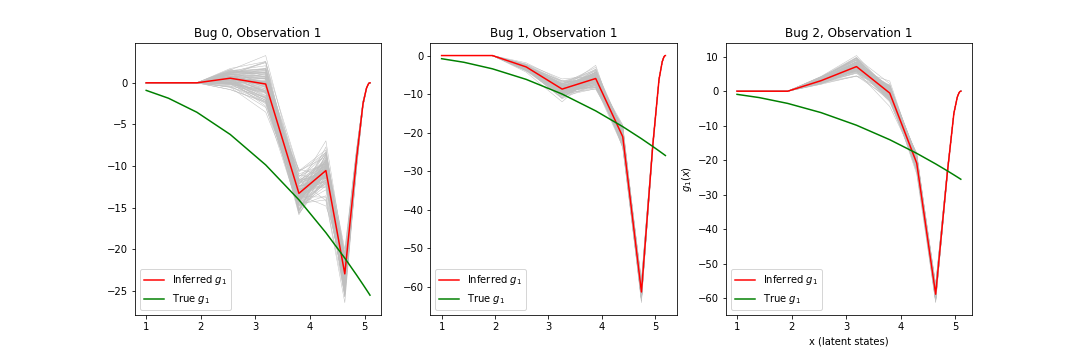 Bug 0, Observation 1
0
−5
−10
−15
−20
−25
1 2 3 4 5
Inferred g₁
True g₁
Bug 1, Observation 1
0
−10
−20
−30
−40
−50
−60
1 2 3 4 5
Inferred g₁
True g₁
Bug 2, Observation 1
g₁(x)
10
0
−10
−20
−30
−40
−50
−60
1 2 3 4 5
x (latent states)
Inferred g₁
True g₁